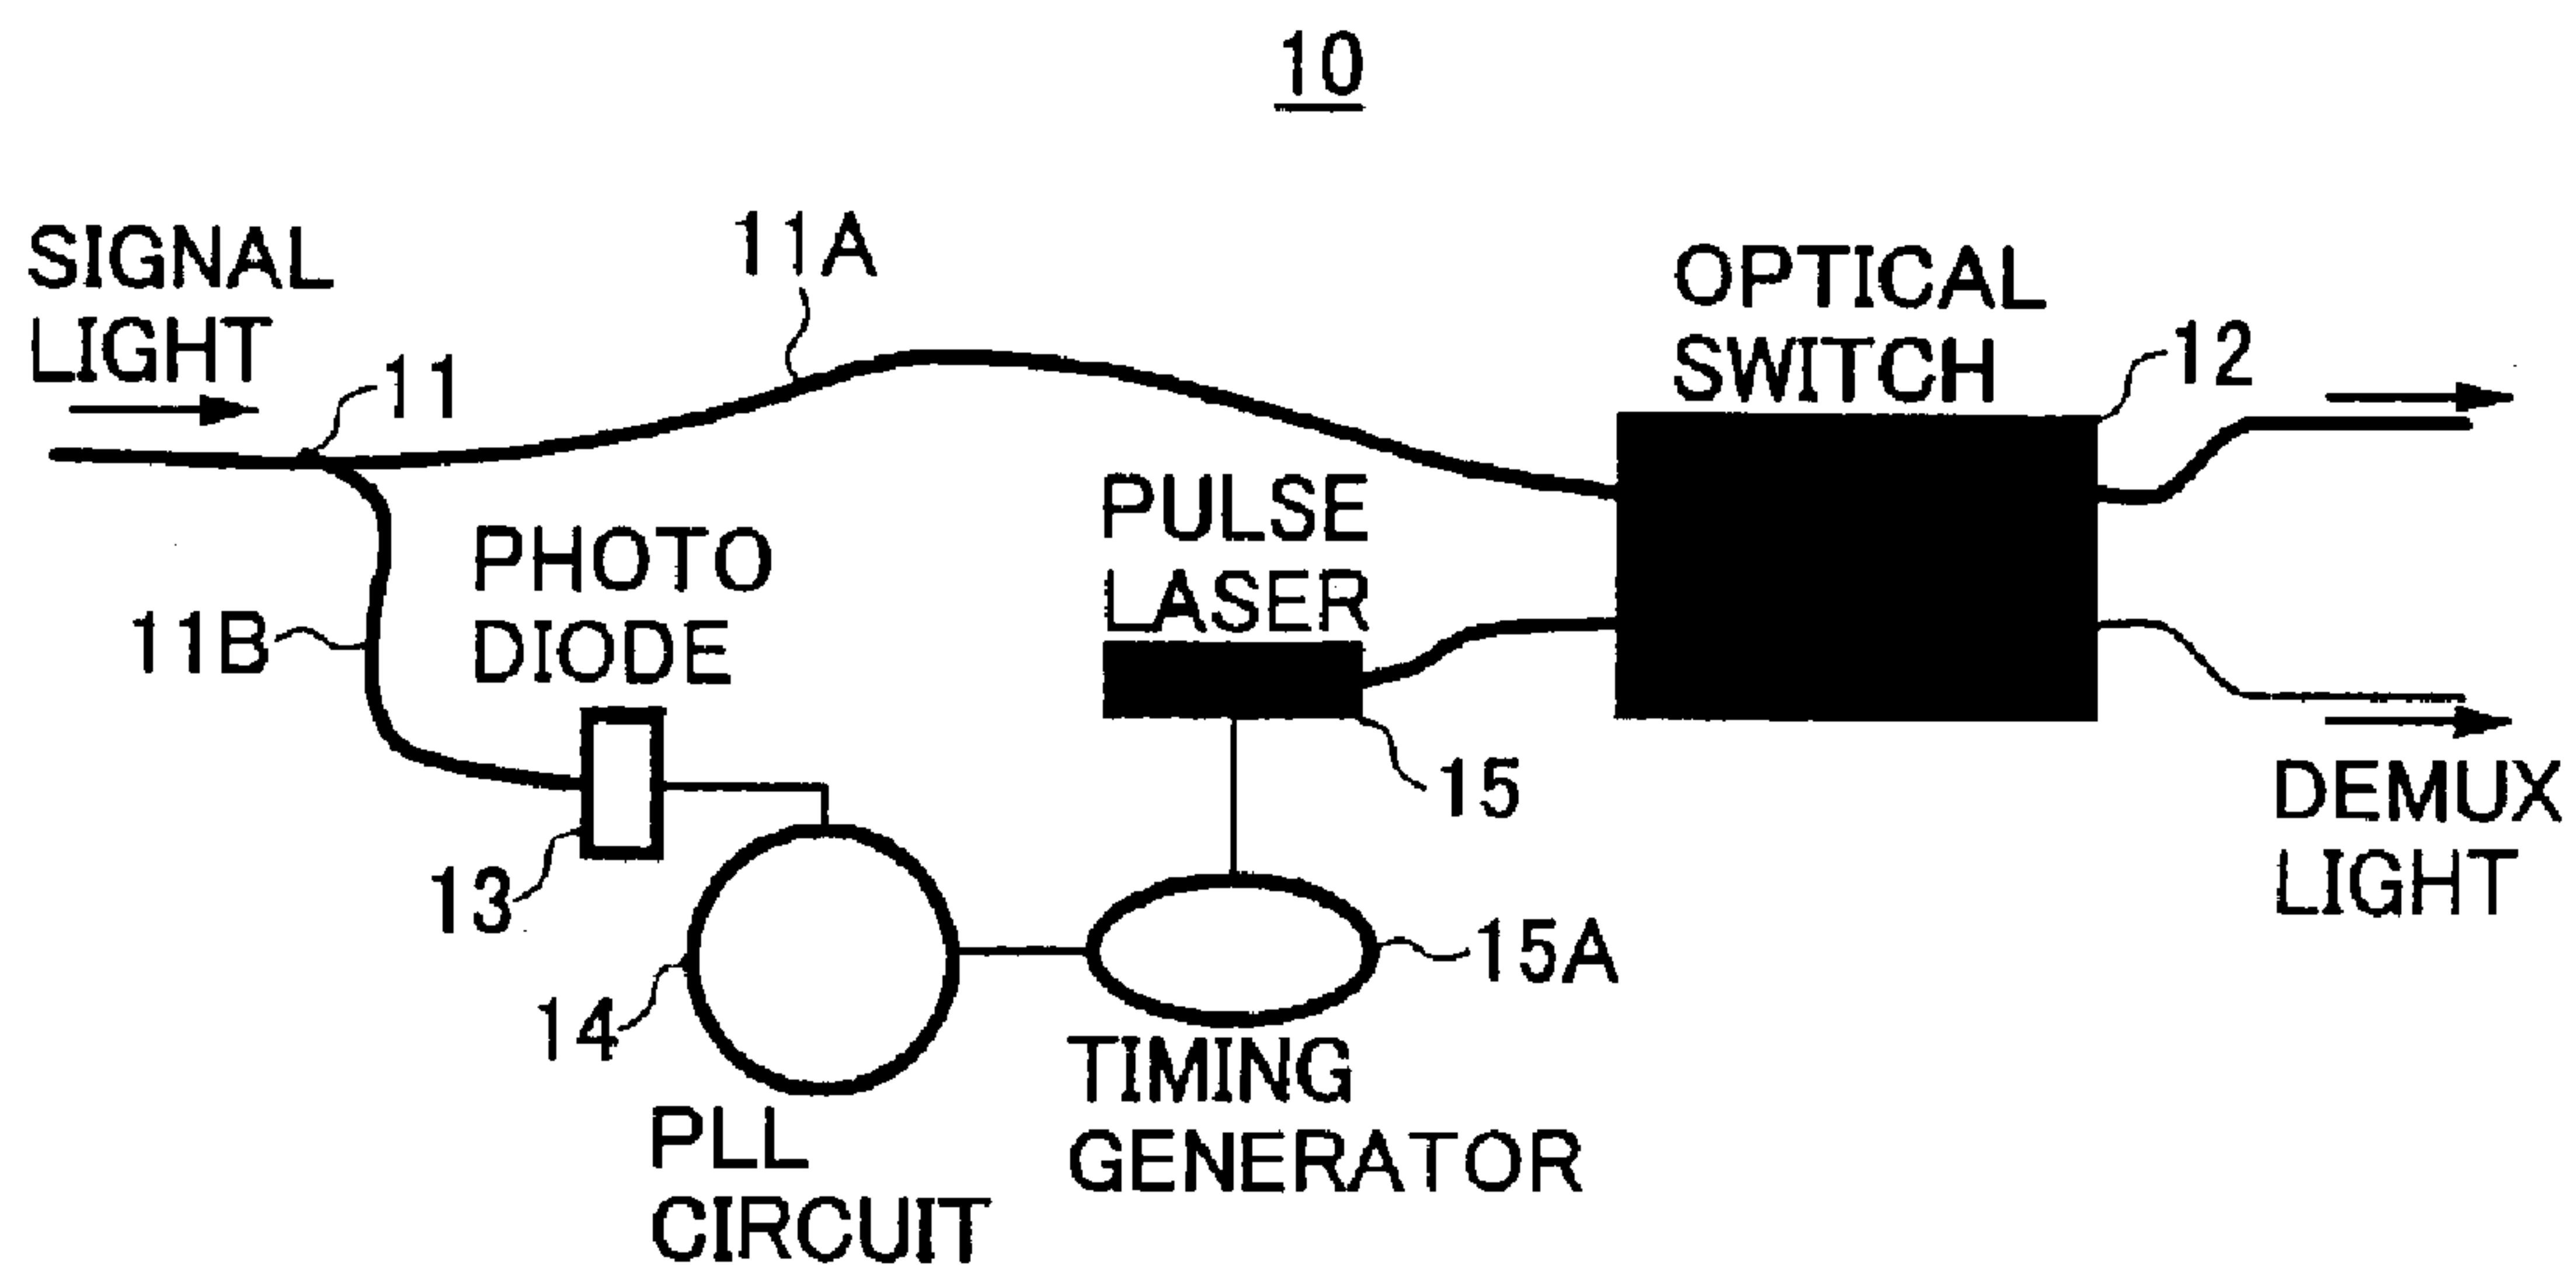 10
SIGNAL
LIGHT
11
11A
OPTICAL
SWITCH
12
PULSE
LASER
PHOTO
DIODE
11B
15
13
DEMUX
LIGHT
14
15A
PLL
CIRCUIT
TIMING
GENERATOR